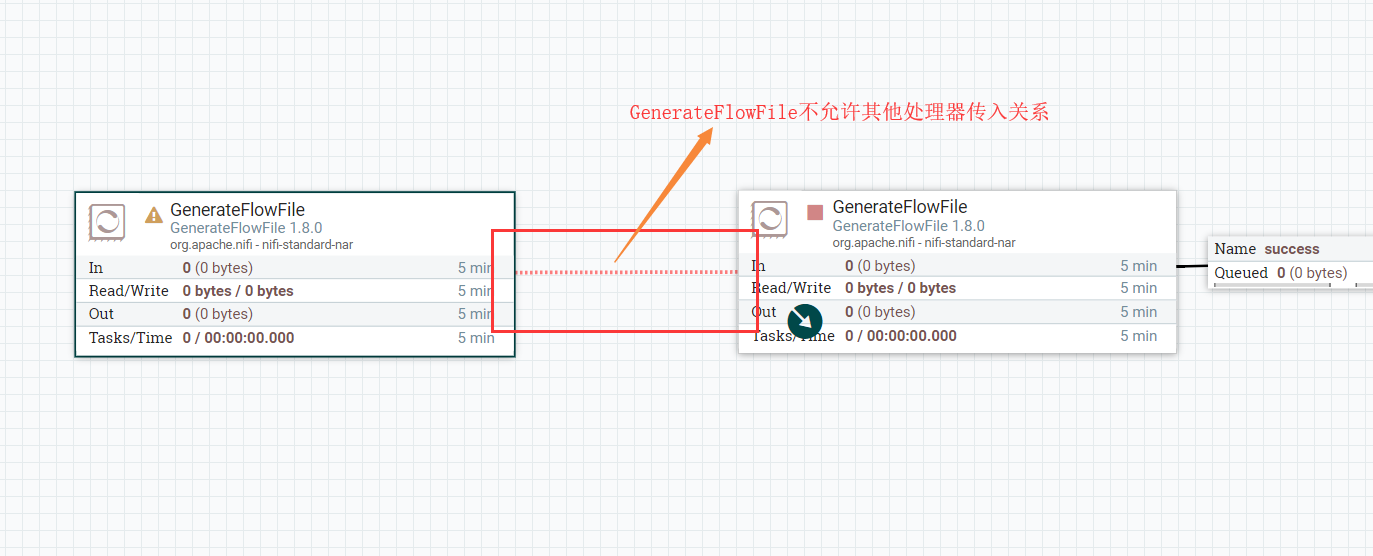 GenerateFlowFile不允许其他处理器传入关系
GenerateFlowFile
GenerateFlowFile 1.8.0
org.apache.nifi - nifi-standard-nar
In 0 (0 bytes) 5 min
Read/Write 0 bytes / 0 bytes 5 min
Out 0 (0 bytes) 5 min
Tasks/Time 0 / 00:00:00.000 5 min
GenerateFlowFile
GenerateFlowFile 1.8.0
org.apache.nifi - nifi-standard-nar
In 0 (0 bytes) 5 min
Read/Write 0 bytes / 0 bytes 5 min
Out 0 (0 bytes) 5 min
Tasks/Time 0 / 00:00:00.000 5 min
Name success
Queued 0 (0 bytes)